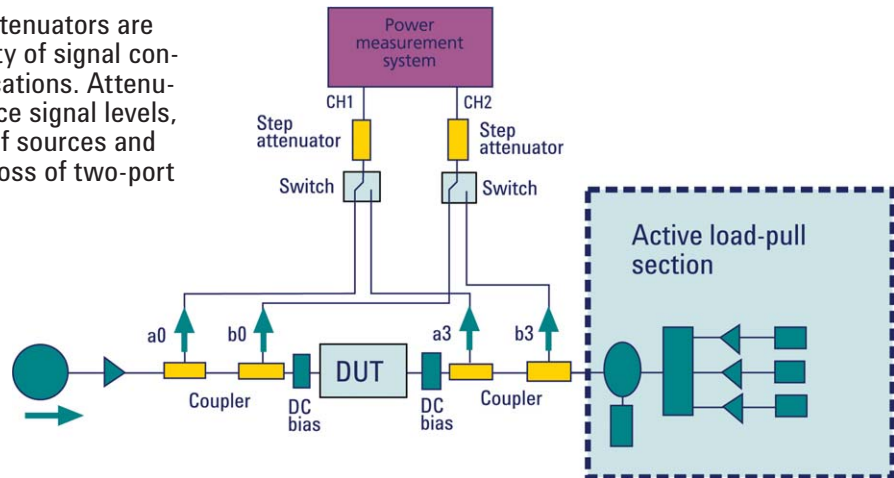 ttenuators are
ty of signal con-
cations. Attenu-
ce signal levels,
f sources and
oss of two-port
Power
measurement
system
CH1
CH2
Step
attenuator
Step
attenuator
Switch
Switch
Active load-pull
section
a0
b0
a3
b3
DUT
Coupler
DC
bias
DC
bias
Coupler